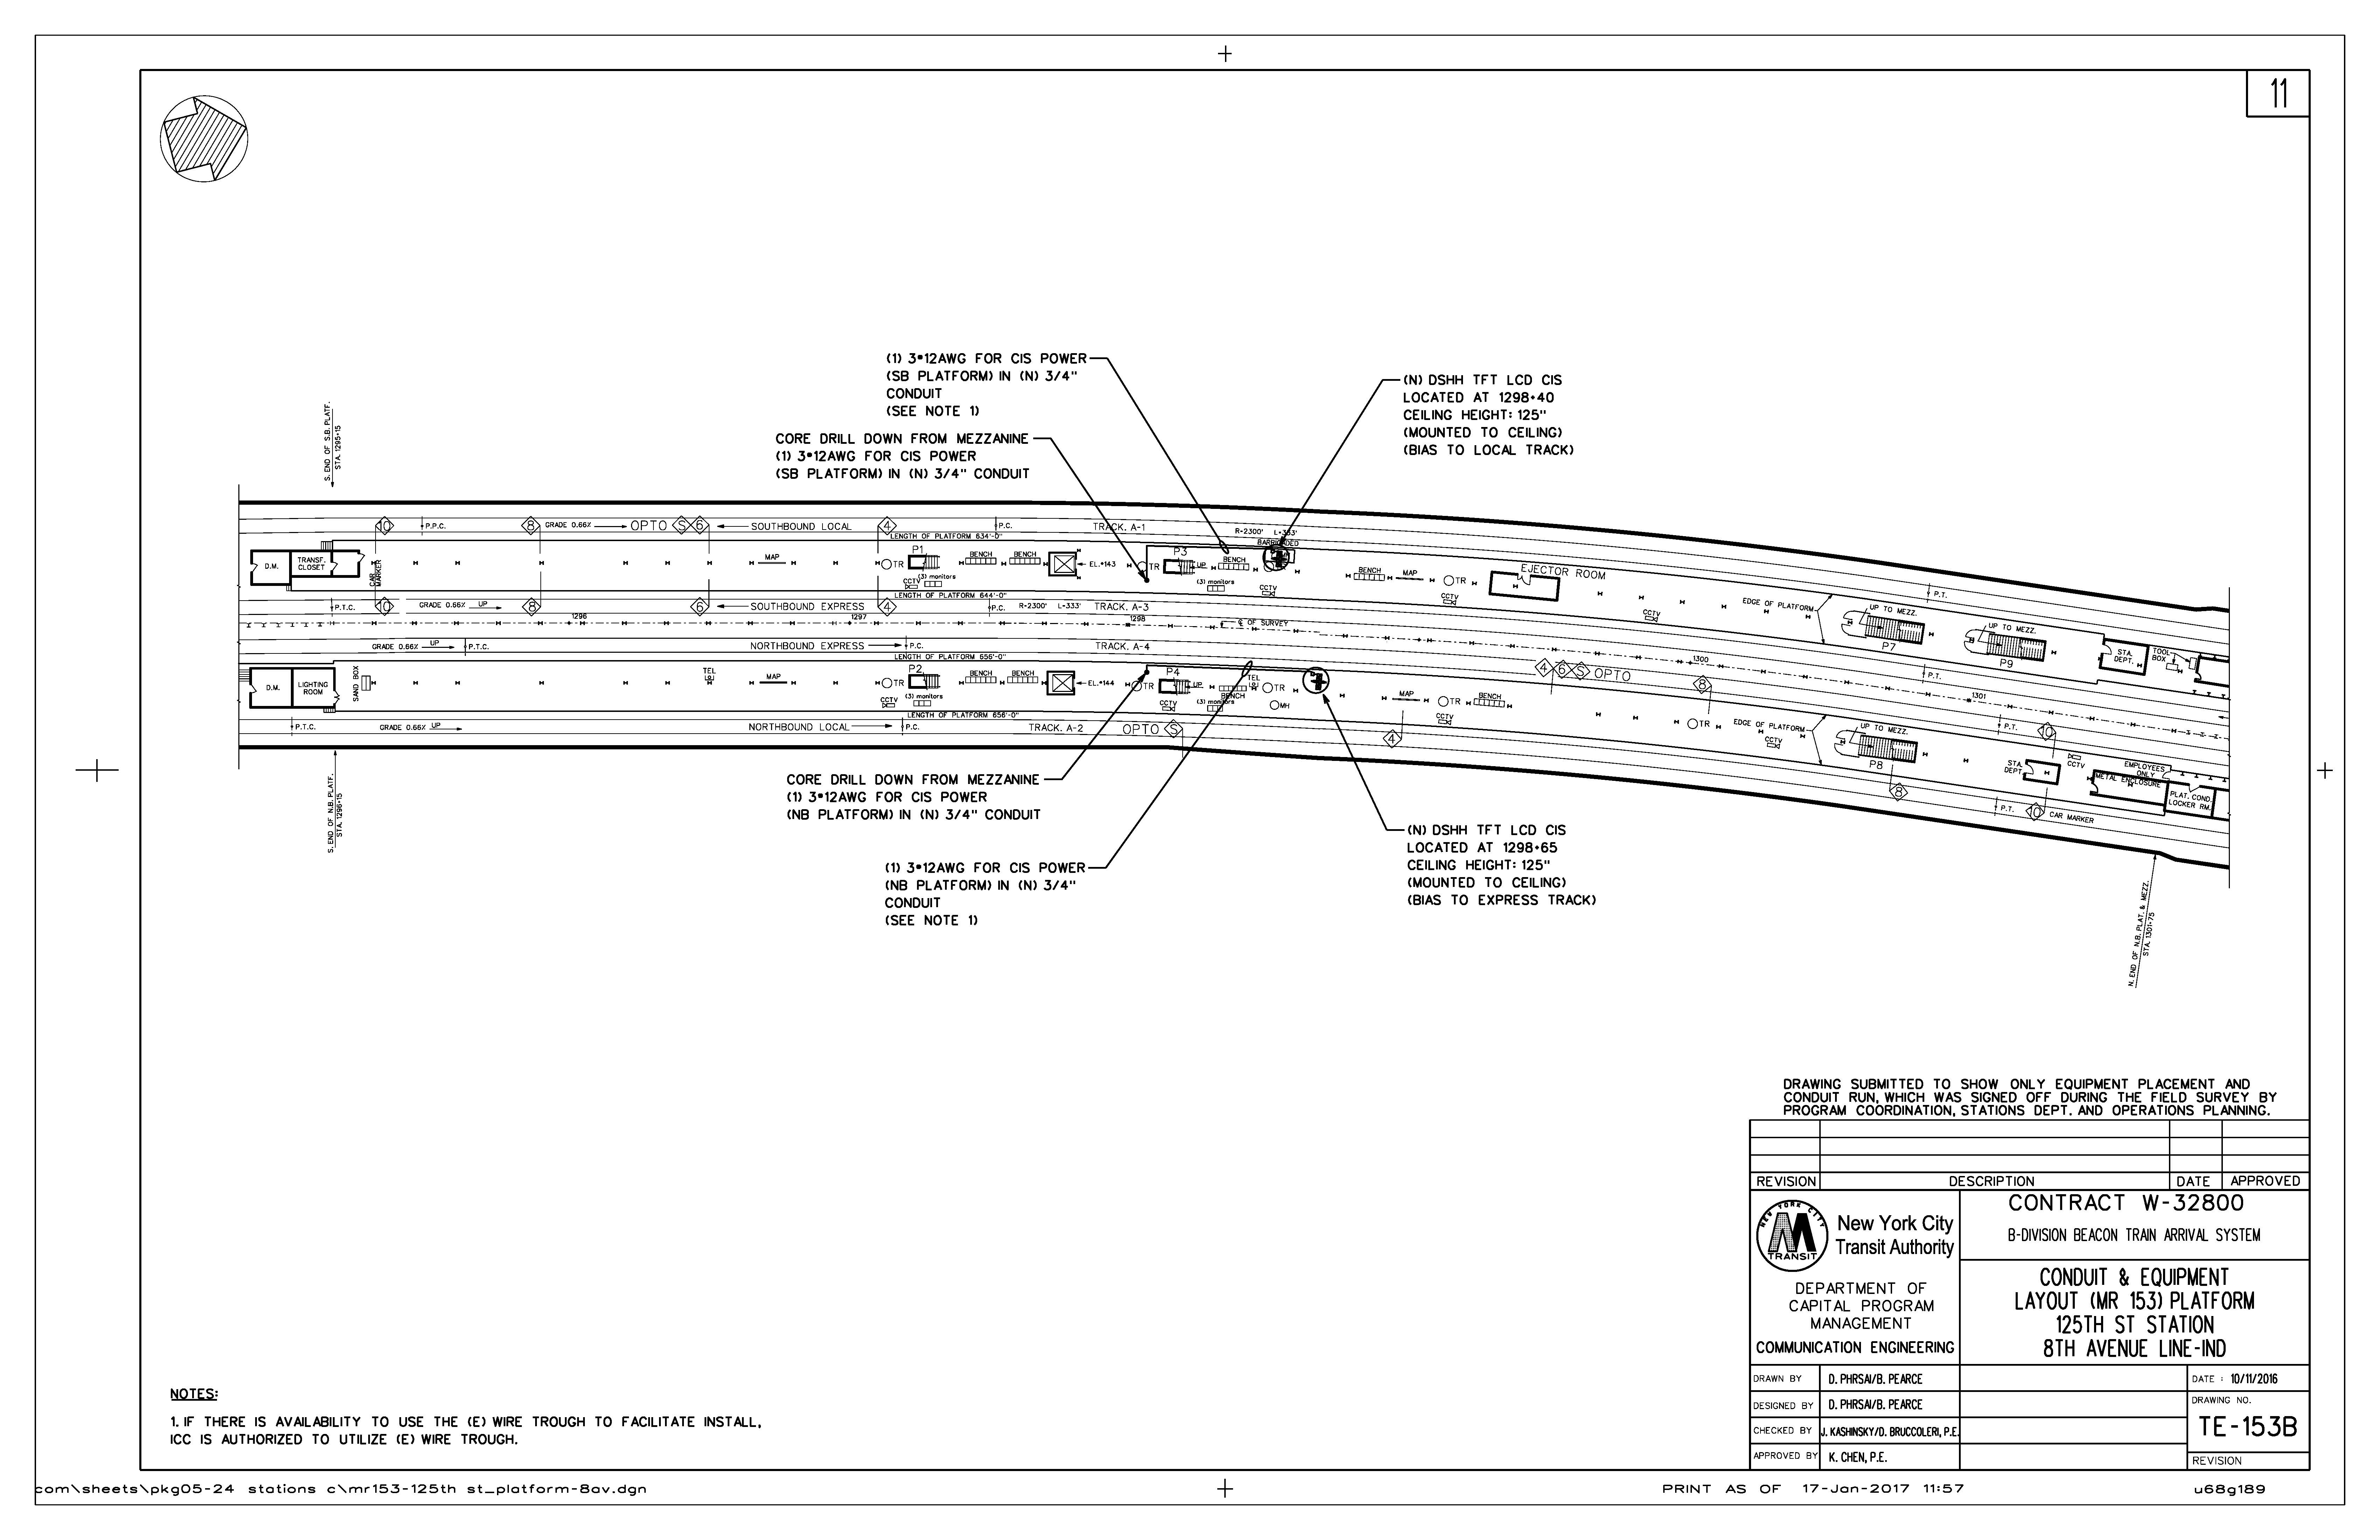 11
(1) 3•12AWG FOR CIS POWER
(SB PLATFORM) IN (N) 3/4"
CONDUIT
(SEE NOTE 1)
(N) DSHH TFT LCD CIS
LOCATED AT 1298+40
CEILING HEIGHT: 125"
(MOUNTED TO CEILING)
(BIAS TO LOCAL TRACK)
CORE DRILL DOWN FROM MEZZANINE
(1) 3•12AWG FOR CIS POWER
(SB PLATFORM) IN (N) 3/4" CONDUIT
S. END OF S.B. PLATF.
STA. 1295+15
10
P.P.C.
8
GRADE 0.66%
OPTO
S
6
SOUTHBOUND LOCAL
4
P.C.
TRACK. A-1
R=2300' L=333'
LENGTH OF PLATFORM 634'-0"
BARRICADED
D.M.
TRANSF.
CLOSET
CAR
MARKER
MAP
TR
P1
CCTV
(3) monitors
BENCH
BENCH
EL.+143
TR
P3
UP
BENCH
(3) monitors
CCTV
BENCH
MAP
TR
CCTV
EJECTOR ROOM
CCTV
EDGE OF PLATFORM
UP TO MEZZ.
P7
UP TO MEZZ.
P9
P.T.
STA.
DEPT.
TOOL
BOX
LENGTH OF PLATFORM 644'-0"
P.T.C.
10
GRADE 0.66% UP
8
6
SOUTHBOUND EXPRESS
4
P.C.
R=2300' L=333'
TRACK. A-3
1296
1297
1298
℄ OF SURVEY
1300
1301
GRADE 0.66% UP
P.T.C.
NORTHBOUND EXPRESS
P.C.
TRACK. A-4
LENGTH OF PLATFORM 656'-0"
4
6
S
OPTO
8
P.T.
P.T.
10
D.M.
LIGHTING
ROOM
SAND BOX
TEL
MAP
TR
P2
CCTV
(3) monitors
BENCH
BENCH
EL.+144
TR
P4
UP
CCTV
(3) monitors
BENCH
TEL
TR
MH
MAP
TR
BENCH
CCTV
TR
EDGE OF PLATFORM
CCTV
UP TO MEZZ.
P8
STA.
DEPT.
CCTV
EMPLOYEES
ONLY
METAL ENCLOSURE
PLAT. COND.
LOCKER RM.
LENGTH OF PLATFORM 656'-0"
P.T.C.
GRADE 0.66% UP
NORTHBOUND LOCAL
P.C.
TRACK. A-2
OPTO
S
4
8
P.T.
10
CAR MARKER
S. END OF N.B. PLATF.
STA. 1296+15
CORE DRILL DOWN FROM MEZZANINE
(1) 3•12AWG FOR CIS POWER
(NB PLATFORM) IN (N) 3/4" CONDUIT
(1) 3•12AWG FOR CIS POWER
(NB PLATFORM) IN (N) 3/4"
CONDUIT
(SEE NOTE 1)
(N) DSHH TFT LCD CIS
LOCATED AT 1298+65
CEILING HEIGHT: 125"
(MOUNTED TO CEILING)
(BIAS TO EXPRESS TRACK)
N. END OF N.B. PLAT. & MEZZ.
STA. 1301+75
DRAWING SUBMITTED TO SHOW ONLY EQUIPMENT PLACEMENT AND
CONDUIT RUN, WHICH WAS SIGNED OFF DURING THE FIELD SURVEY BY
PROGRAM COORDINATION, STATIONS DEPT. AND OPERATIONS PLANNING.
REVISION DESCRIPTION DATE APPROVED
NEW YORK CITY
M
TRANSIT
New York City
Transit Authority
DEPARTMENT OF
CAPITAL PROGRAM
MANAGEMENT
COMMUNICATION ENGINEERING
CONTRACT W-32800
B-DIVISION BEACON TRAIN ARRIVAL SYSTEM
CONDUIT & EQUIPMENT
LAYOUT (MR 153) PLATFORM
125TH ST STATION
8TH AVENUE LINE-IND
DRAWN BY D. PHRSAI/B. PEARCE
DESIGNED BY D. PHRSAI/B. PEARCE
CHECKED BY J. KASHINSKY/D. BRUCCOLERI, P.E.
APPROVED BY K. CHEN, P.E.
DATE : 10/11/2016
DRAWING NO.
TE-153B
REVISION
NOTES:
1. IF THERE IS AVAILABILITY TO USE THE (E) WIRE TROUGH TO FACILITATE INSTALL,
ICC IS AUTHORIZED TO UTILIZE (E) WIRE TROUGH.
com\sheets\pkg05-24 stations c\mr153-125th st_platform-8av.dgn
PRINT AS OF 17-Jan-2017 11:57
u68g189